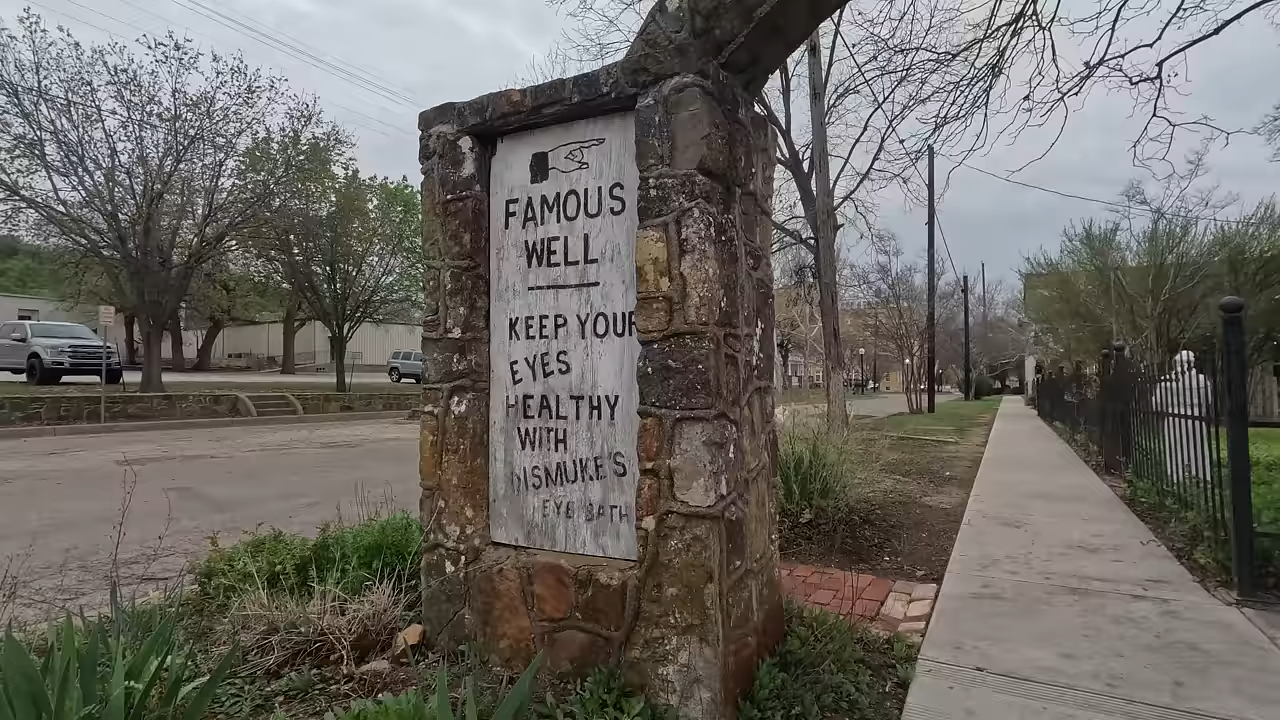 FAMOUS
WELL
KEEP YOUR
EYES
HEALTHY
WITH
DISMUKE'S
EYE BATH